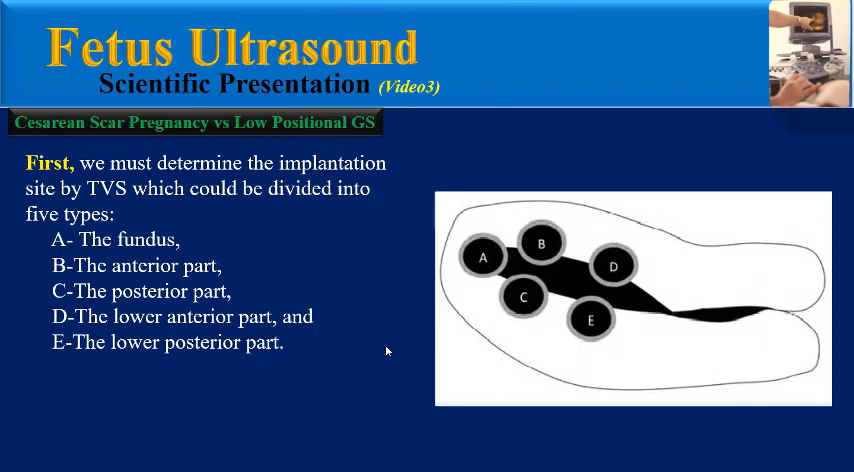 Fetus Ultrasound
Scientific Presentation (Video3)
Cesarean Scar Pregnancy vs Low Positional GS
First, we must determine the implantation
site by TVS which could be divided into
five types:
A- The fundus,
B-The anterior part,
C-The posterior part,
D-The lower anterior part, and
E-The lower posterior part.
A
B
D
C
E